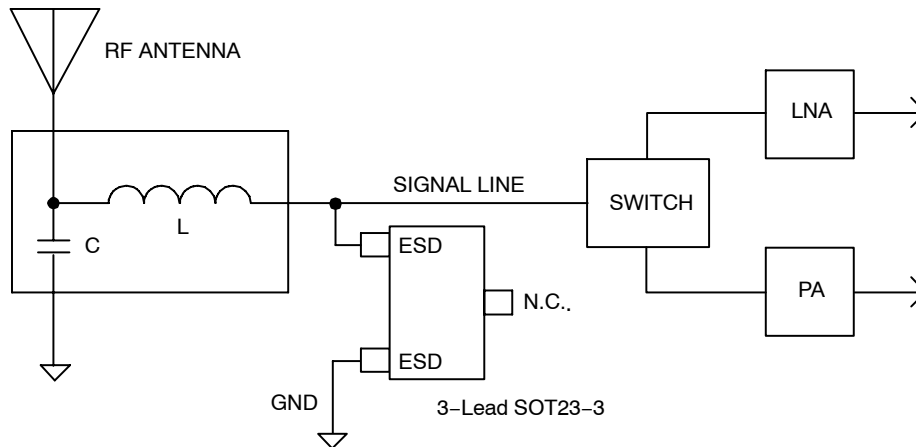 RF ANTENNA
LNA
SIGNAL LINE
SWITCH
L
C
ESD
N.C..
PA
ESD
GND
3−Lead SOT23−3